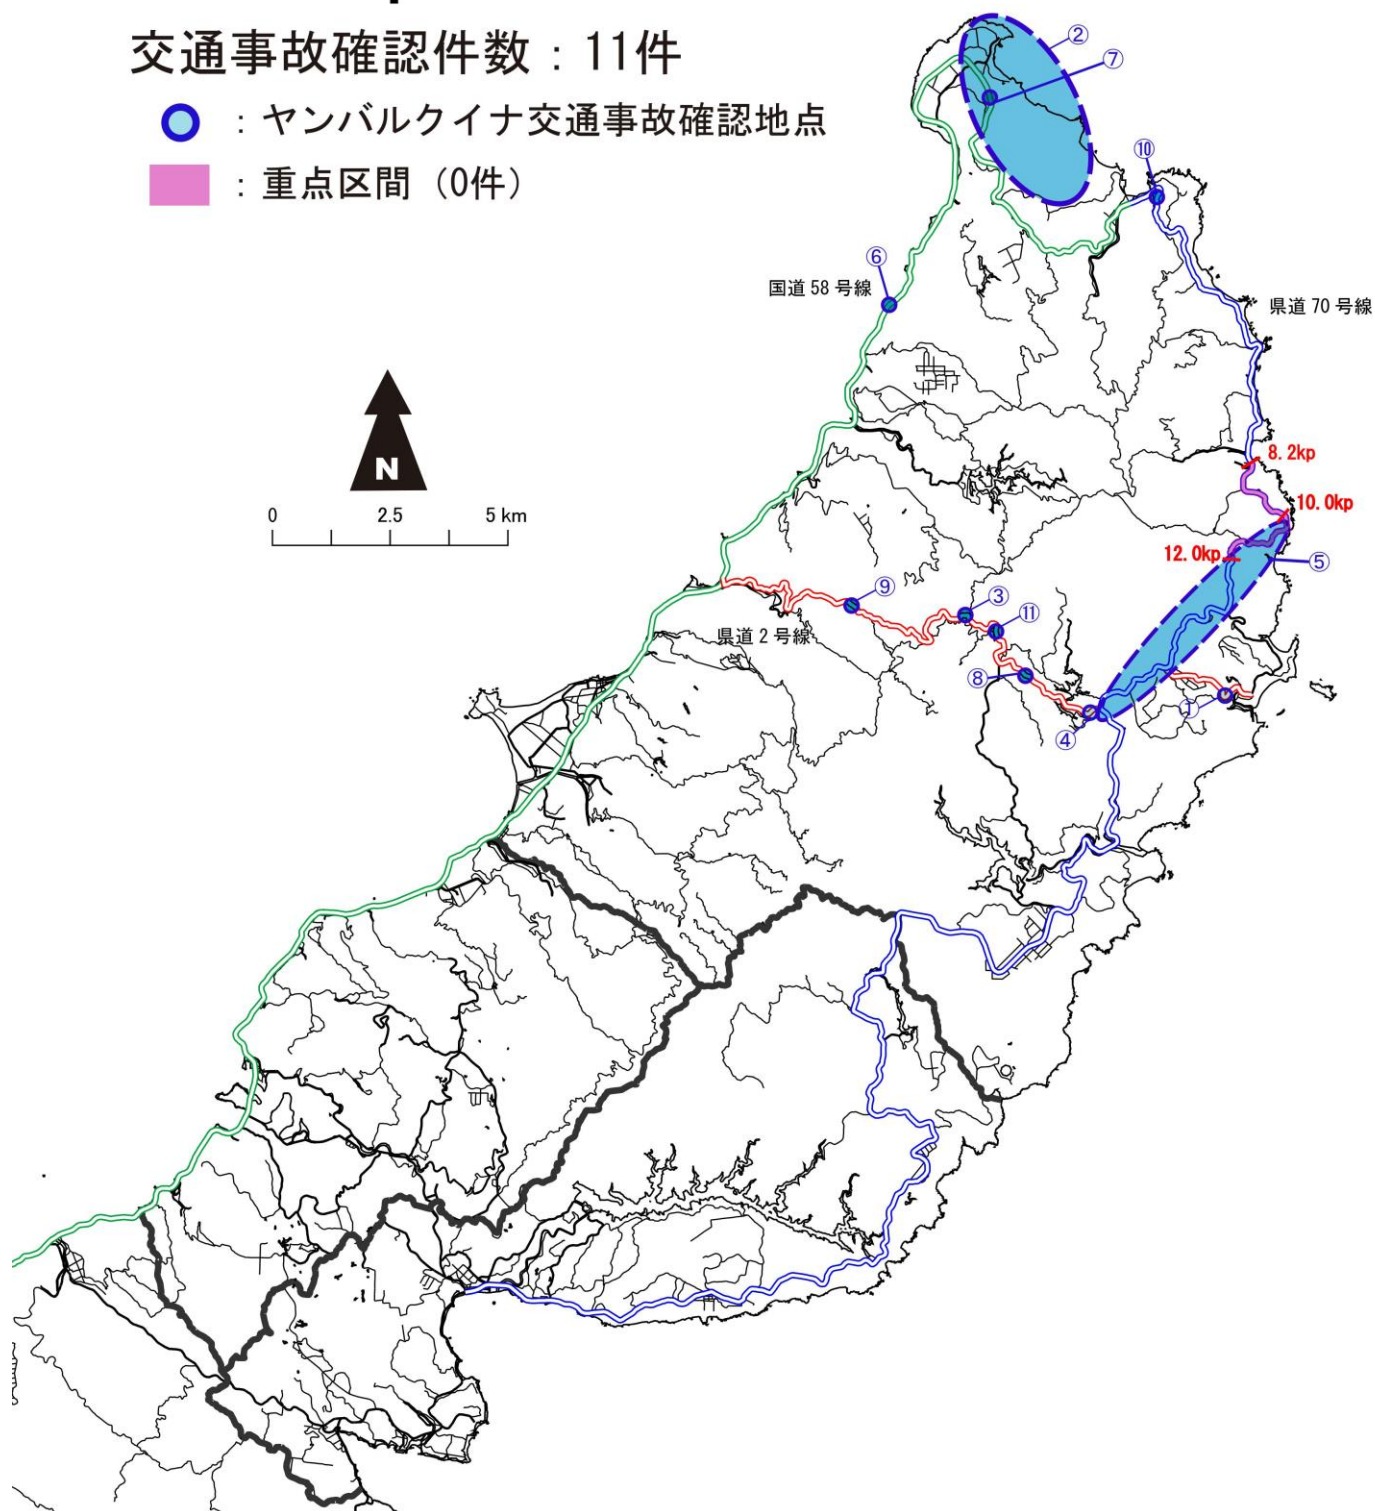 交通事故確認件数：11件
：ヤンバルクイナ交通事故確認地点
：重点区間（0件）
②
⑦
⑩
⑥
国道58号線
県道70号線
N
0 2.5 5 km
8.2kp
10.0kp
12.0kp
⑤
⑨
③
⑪
県道2号線
⑧
①
④